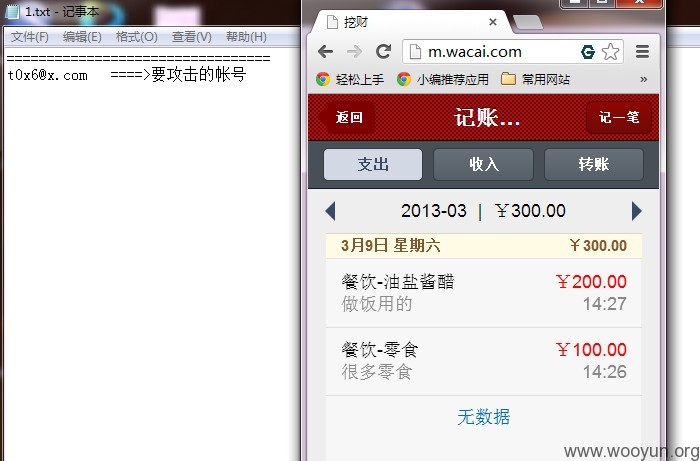 1.txt - 记事本
文件(F) 编辑(E) 格式(O) 查看(V) 帮助(H)
=================================
t0x6@x.com ====>要攻击的帐号
挖财
m.wacai.com
轻松上手 小编推荐应用 常用网站 »
返回 记账... 记一笔
支出 收入 转账
2013-03 | ￥300.00
3月9日 星期六 ￥300.00
餐饮-油盐酱醋 ￥200.00
做饭用的 14:27
餐饮-零食 ￥100.00
很多零食 14:26
无数据
www.wooyun.org